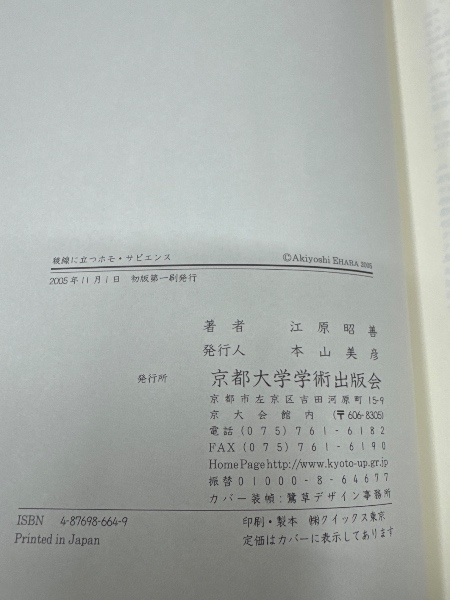 稜線に立つホモ・サピエンス
©Akiyoshi EHARA 2005
2005年11月1日　初版第一刷発行
著者　江原昭善
発行人　本山美彦
発行所　京都大学学術出版会
京都市左京区吉田河原町15-9
京大会館内　(〒606-8305)
電話(075)761-6182
FAX(075)761-6190
Home Page http://www.kyoto-up.gr.jp
振替01000-8-64677
カバー装幀：鷺草デザイン事務所
ISBN　4-87698-664-9
Printed in Japan
印刷・製本　㈱クイックス東京
定価はカバーに表示してあります